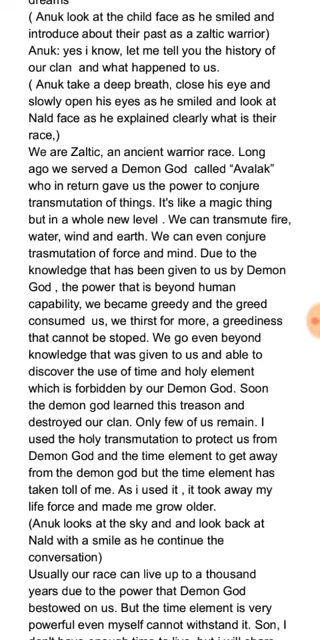 dreams
( Anuk look at the child face as he smiled and
introduce about their past as a zaltic warrior)
Anuk: yes i know, let me tell you the history of
our clan  and what happened to us.
( Anuk take a deep breath, close his eye and
slowly open his eyes as he smiled and look at
Nald face as he explained clearly what is their
race,)
We are Zaltic, an ancient warrior race. Long
ago we served a Demon God  called “Avalak”
who in return gave us the power to conjure
transmutation of things. It's like a magic thing
but in a whole new level . We can transmute fire,
water, wind and earth. We can even conjure
trasmutation of force and mind. Due to the
knowledge that has been given to us by Demon
God , the power that is beyond human
capability, we became greedy and the greed
consumed  us, we thirst for more, a greediness
that cannot be stoped. We go even beyond
knowledge that was given to us and able to
discover the use of time and holy element
which is forbidden by our Demon God. Soon
the demon god learned this treason and
destroyed our clan. Only few of us remain. I
used the holy transmutation to protect us from
Demon God and the time element to get away
from the demon god but the time element has
taken toll of me. As i used it , it took away my
life force and made me grow older.
(Anuk looks at the sky and and look back at
Nald with a smile as he continue the
conversation)
Usually our race can live up to a thousand
years due to the power that Demon God
bestowed on us. But the time element is very
powerful even myself cannot withstand it. Son, I